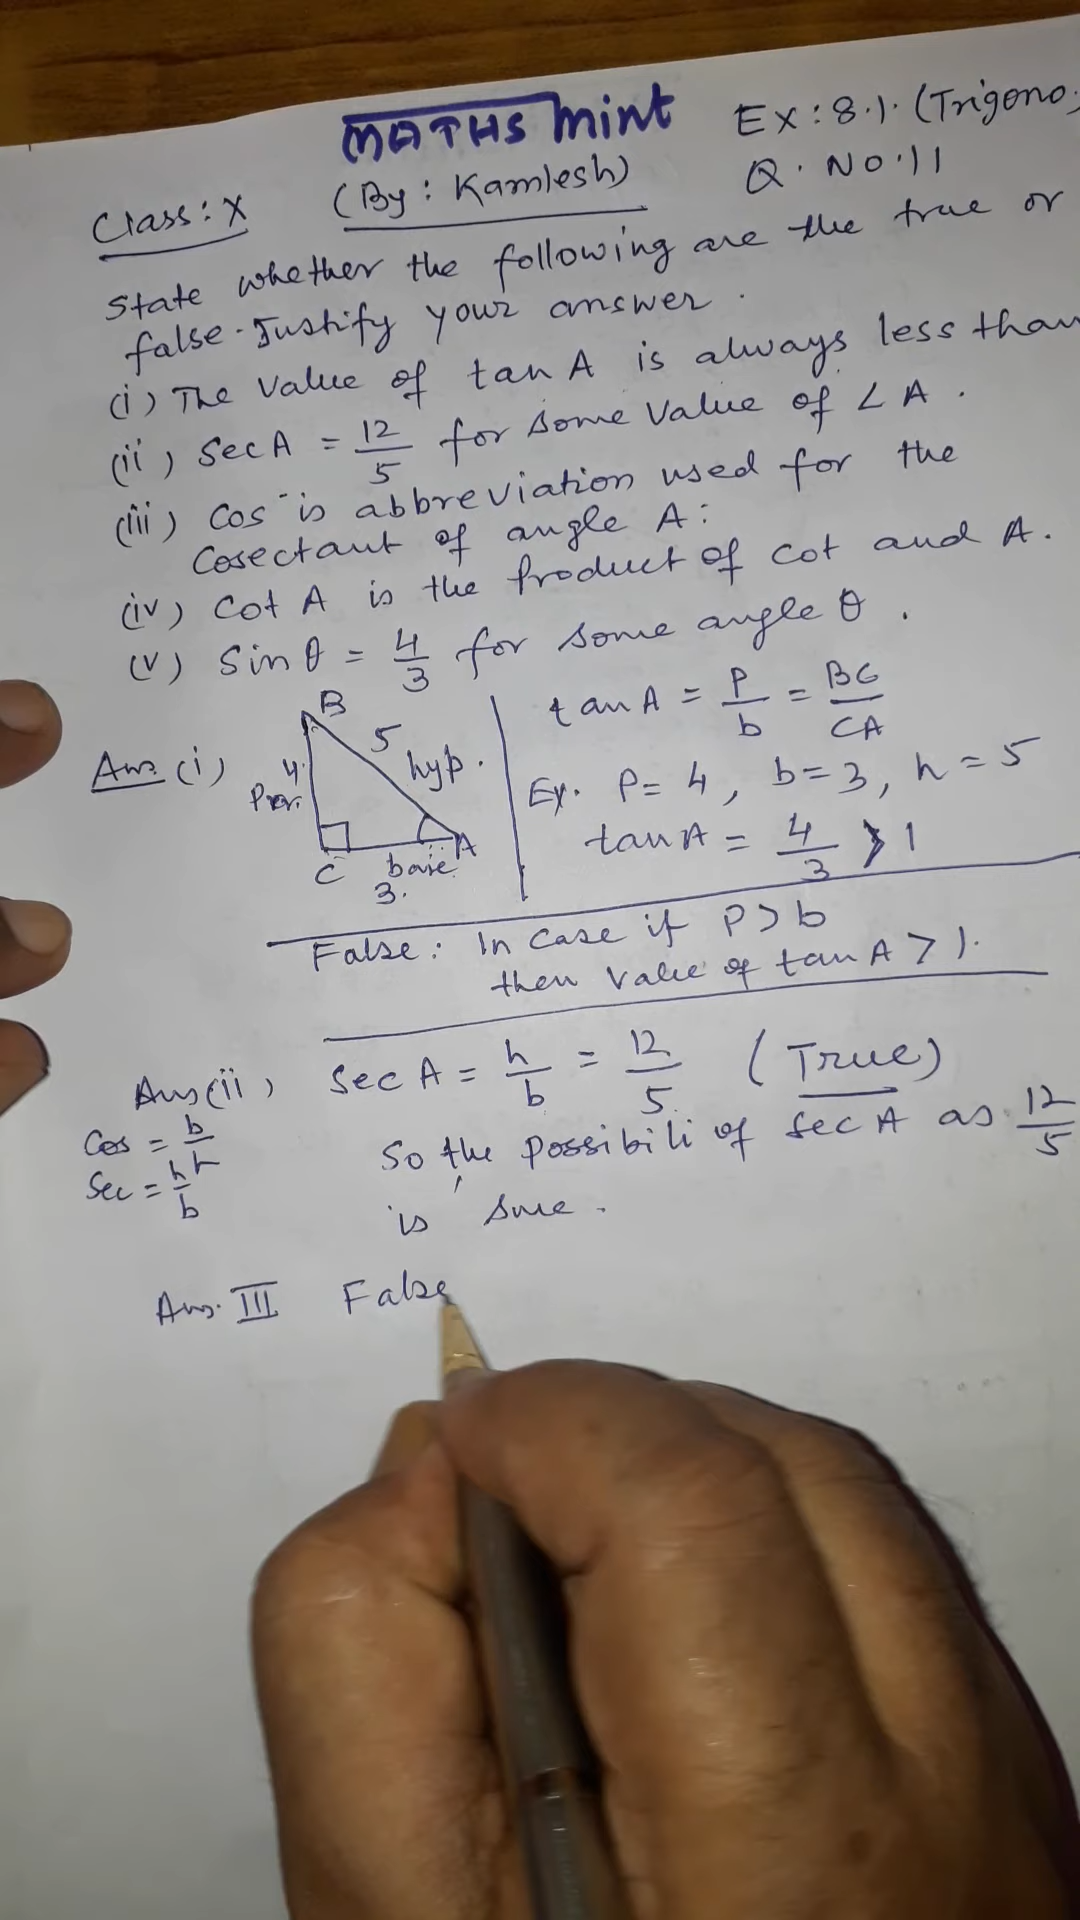 MATHS mint
Ex : 8.1. (Trigono
Class : X
(By : Kamlesh)
Q. No. 11
State whether the following are the true or
false. Justify your answer.
(i) The value of tan A is always less than
(ii) Sec A = 12/5 for some value of ∠A.
(iii) Cos is abbreviation used for the
Cosectant of angle A:
(iv) Cot A is the product of cot and A.
(v) Sin θ = 4/3 for some angle θ.
Ans. (i)
B
5
hyp.
4
C
base
A
3.
tan A = P/b = BC/CA
Ex. P = 4, b = 3, h = 5
tan A = 4/3 > 1
False : In case if P > b
then value of tan A > 1.
Ans (ii) Sec A = h/b = 12/5 (True)
Cos = b/h
Sec = h/b
So the possibili of Sec A as 12/5
is sure.
Ans. III False